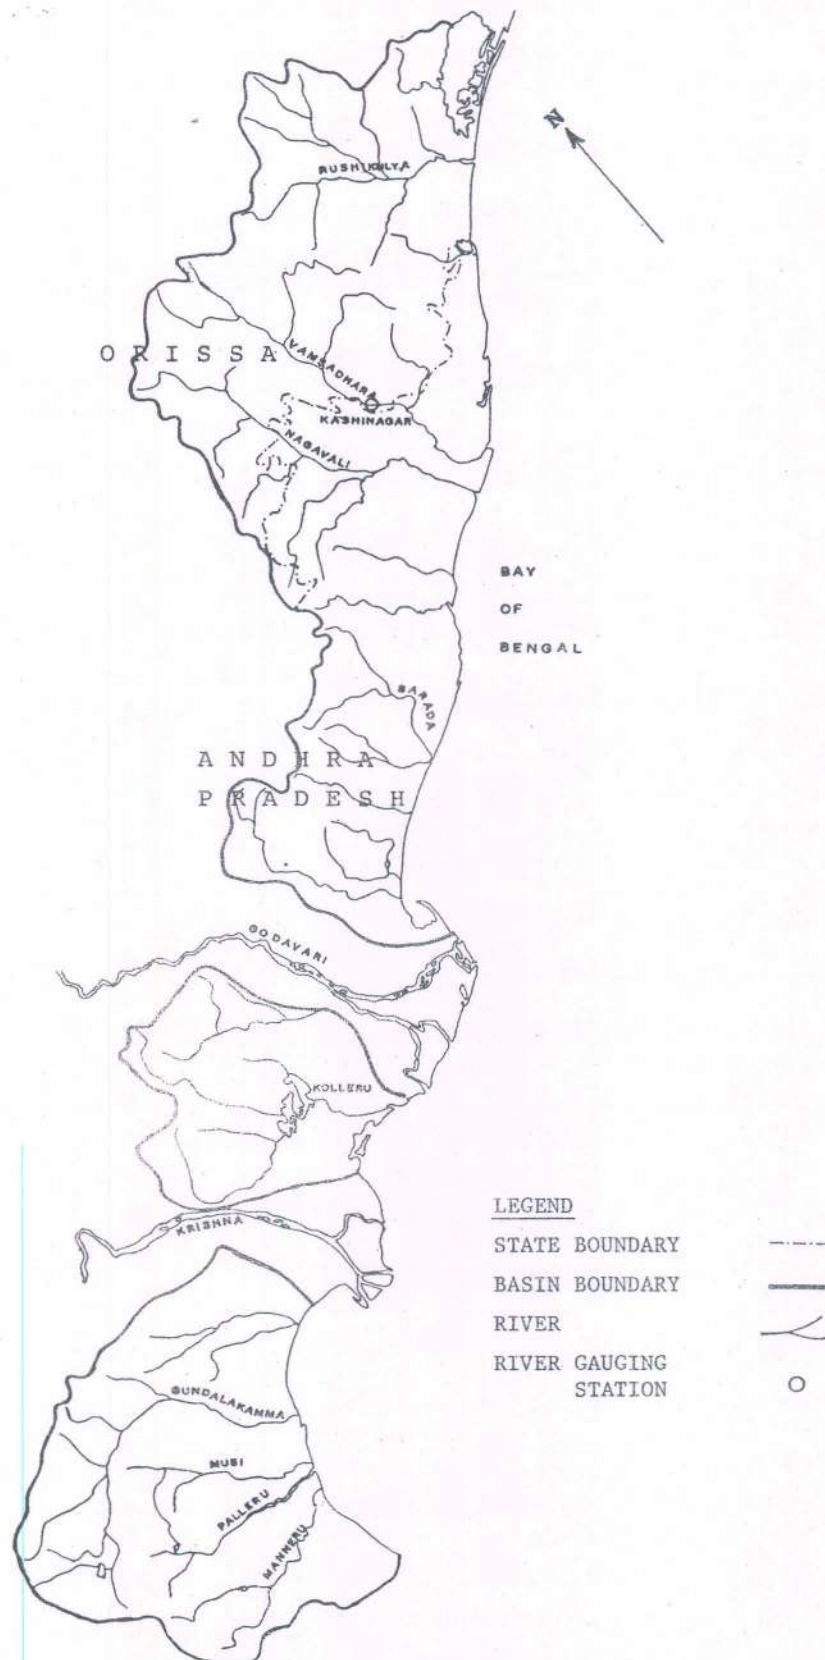 N
RUSHIKULYA
ORISSA
VAMSADHARA
KASHINAGAR
NAGAVALI
BAY
OF
BENGAL
SARADA
ANDHRA
PRADESH
GODAVARI
KOLLERU
KRISHNA
LEGEND
STATE BOUNDARY
BASIN BOUNDARY
RIVER
RIVER GAUGING
STATION
GUNDALAKAMMA
MUSI
PALLERU
MANNERU